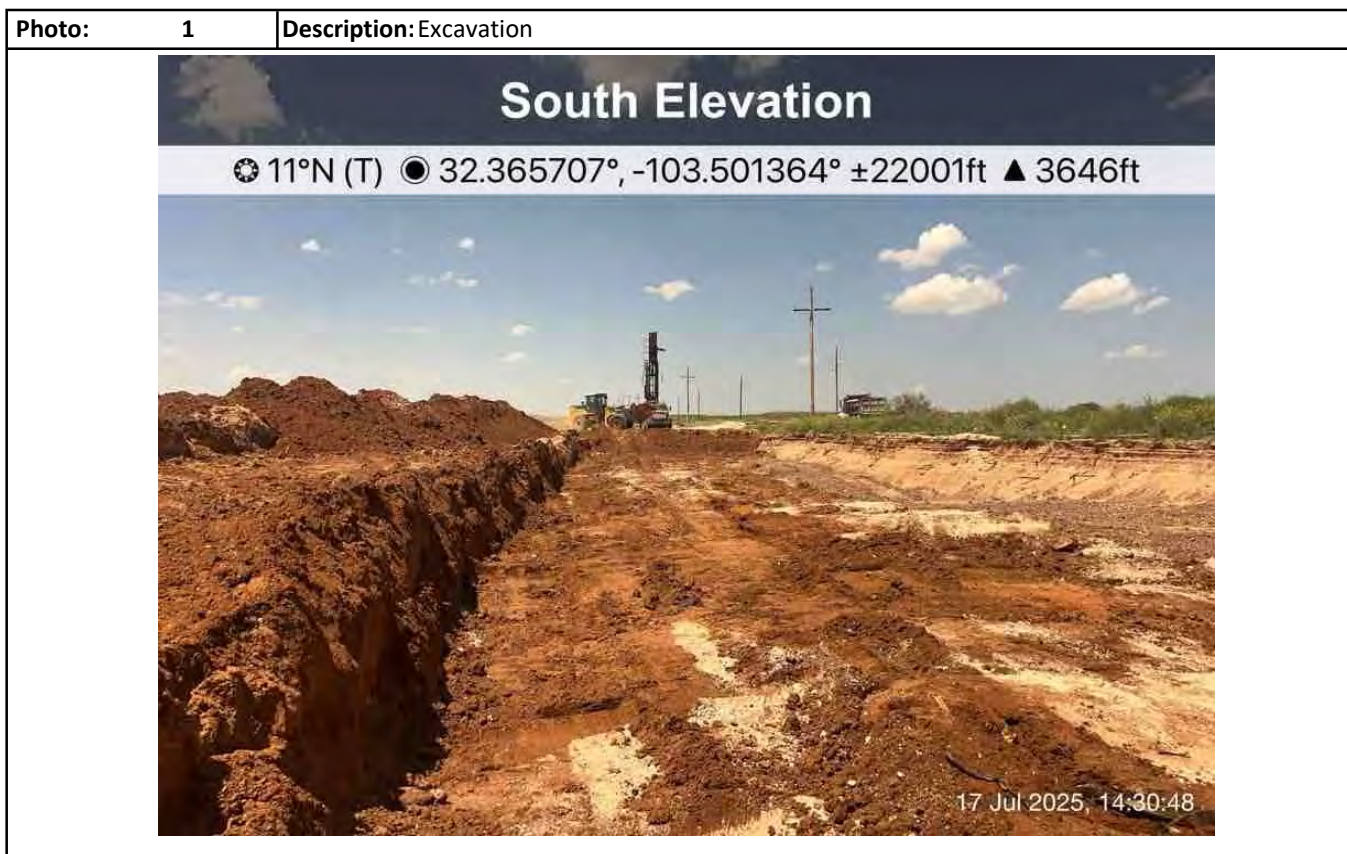 Photo: 1 Description: Excavation
South Elevation
11°N (T) 32.365707°, -103.501364° ±22001ft ▲ 3646ft
17 Jul 2025, 14:30:48